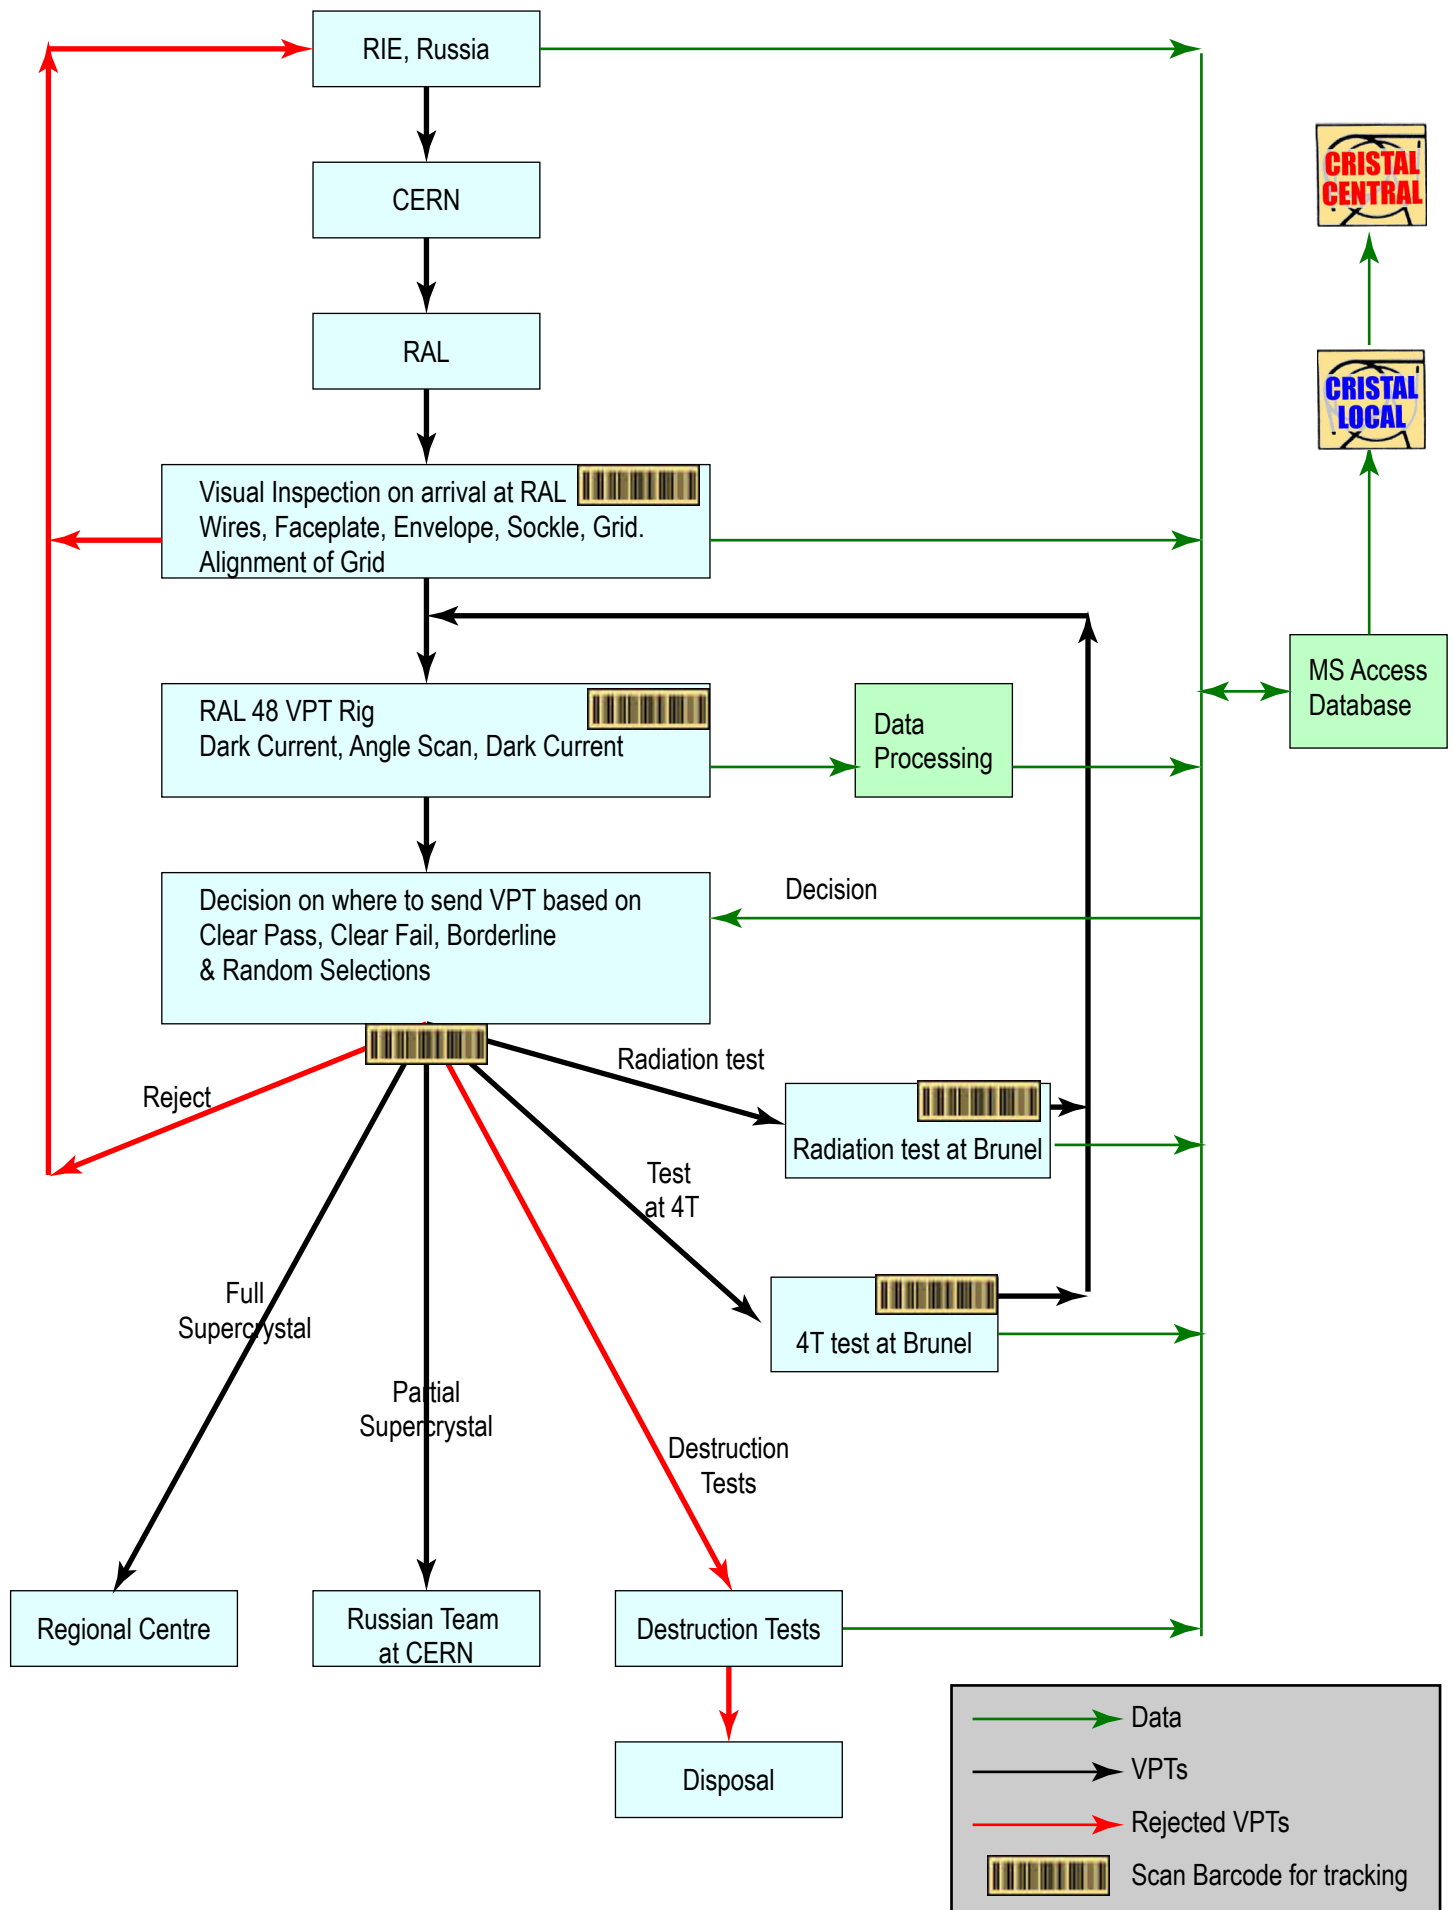 RIE, Russia
CERN
RAL
CRISTAL
CENTRAL
CRISTAL
LOCAL
Visual Inspection on arrival at RAL
Wires, Faceplate, Envelope, Sockle, Grid.
Alignment of Grid
RAL 48 VPT Rig
Dark Current, Angle Scan, Dark Current
Data
Processing
MS Access
Database
Decision on where to send VPT based on
Clear Pass, Clear Fail, Borderline
& Random Selections
Decision
Reject
Radiation test
Radiation test at Brunel
Test
at 4T
4T test at Brunel
Full
Supercrystal
Partial
Supercrystal
Destruction
Tests
Regional Centre
Russian Team
at CERN
Destruction Tests
Disposal
Data
VPTs
Rejected VPTs
Scan Barcode for tracking